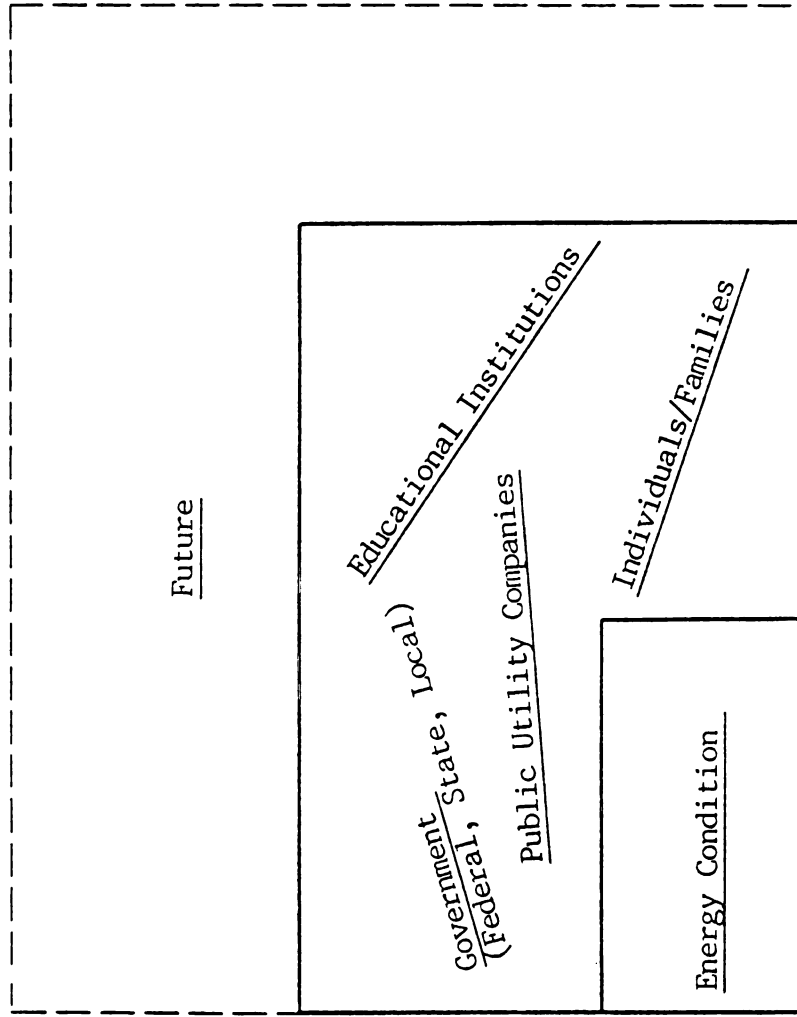 Future
Government
(Federal, State, Local)
Educational Institutions
Public Utility Companies
Individuals/Families
Energy Condition